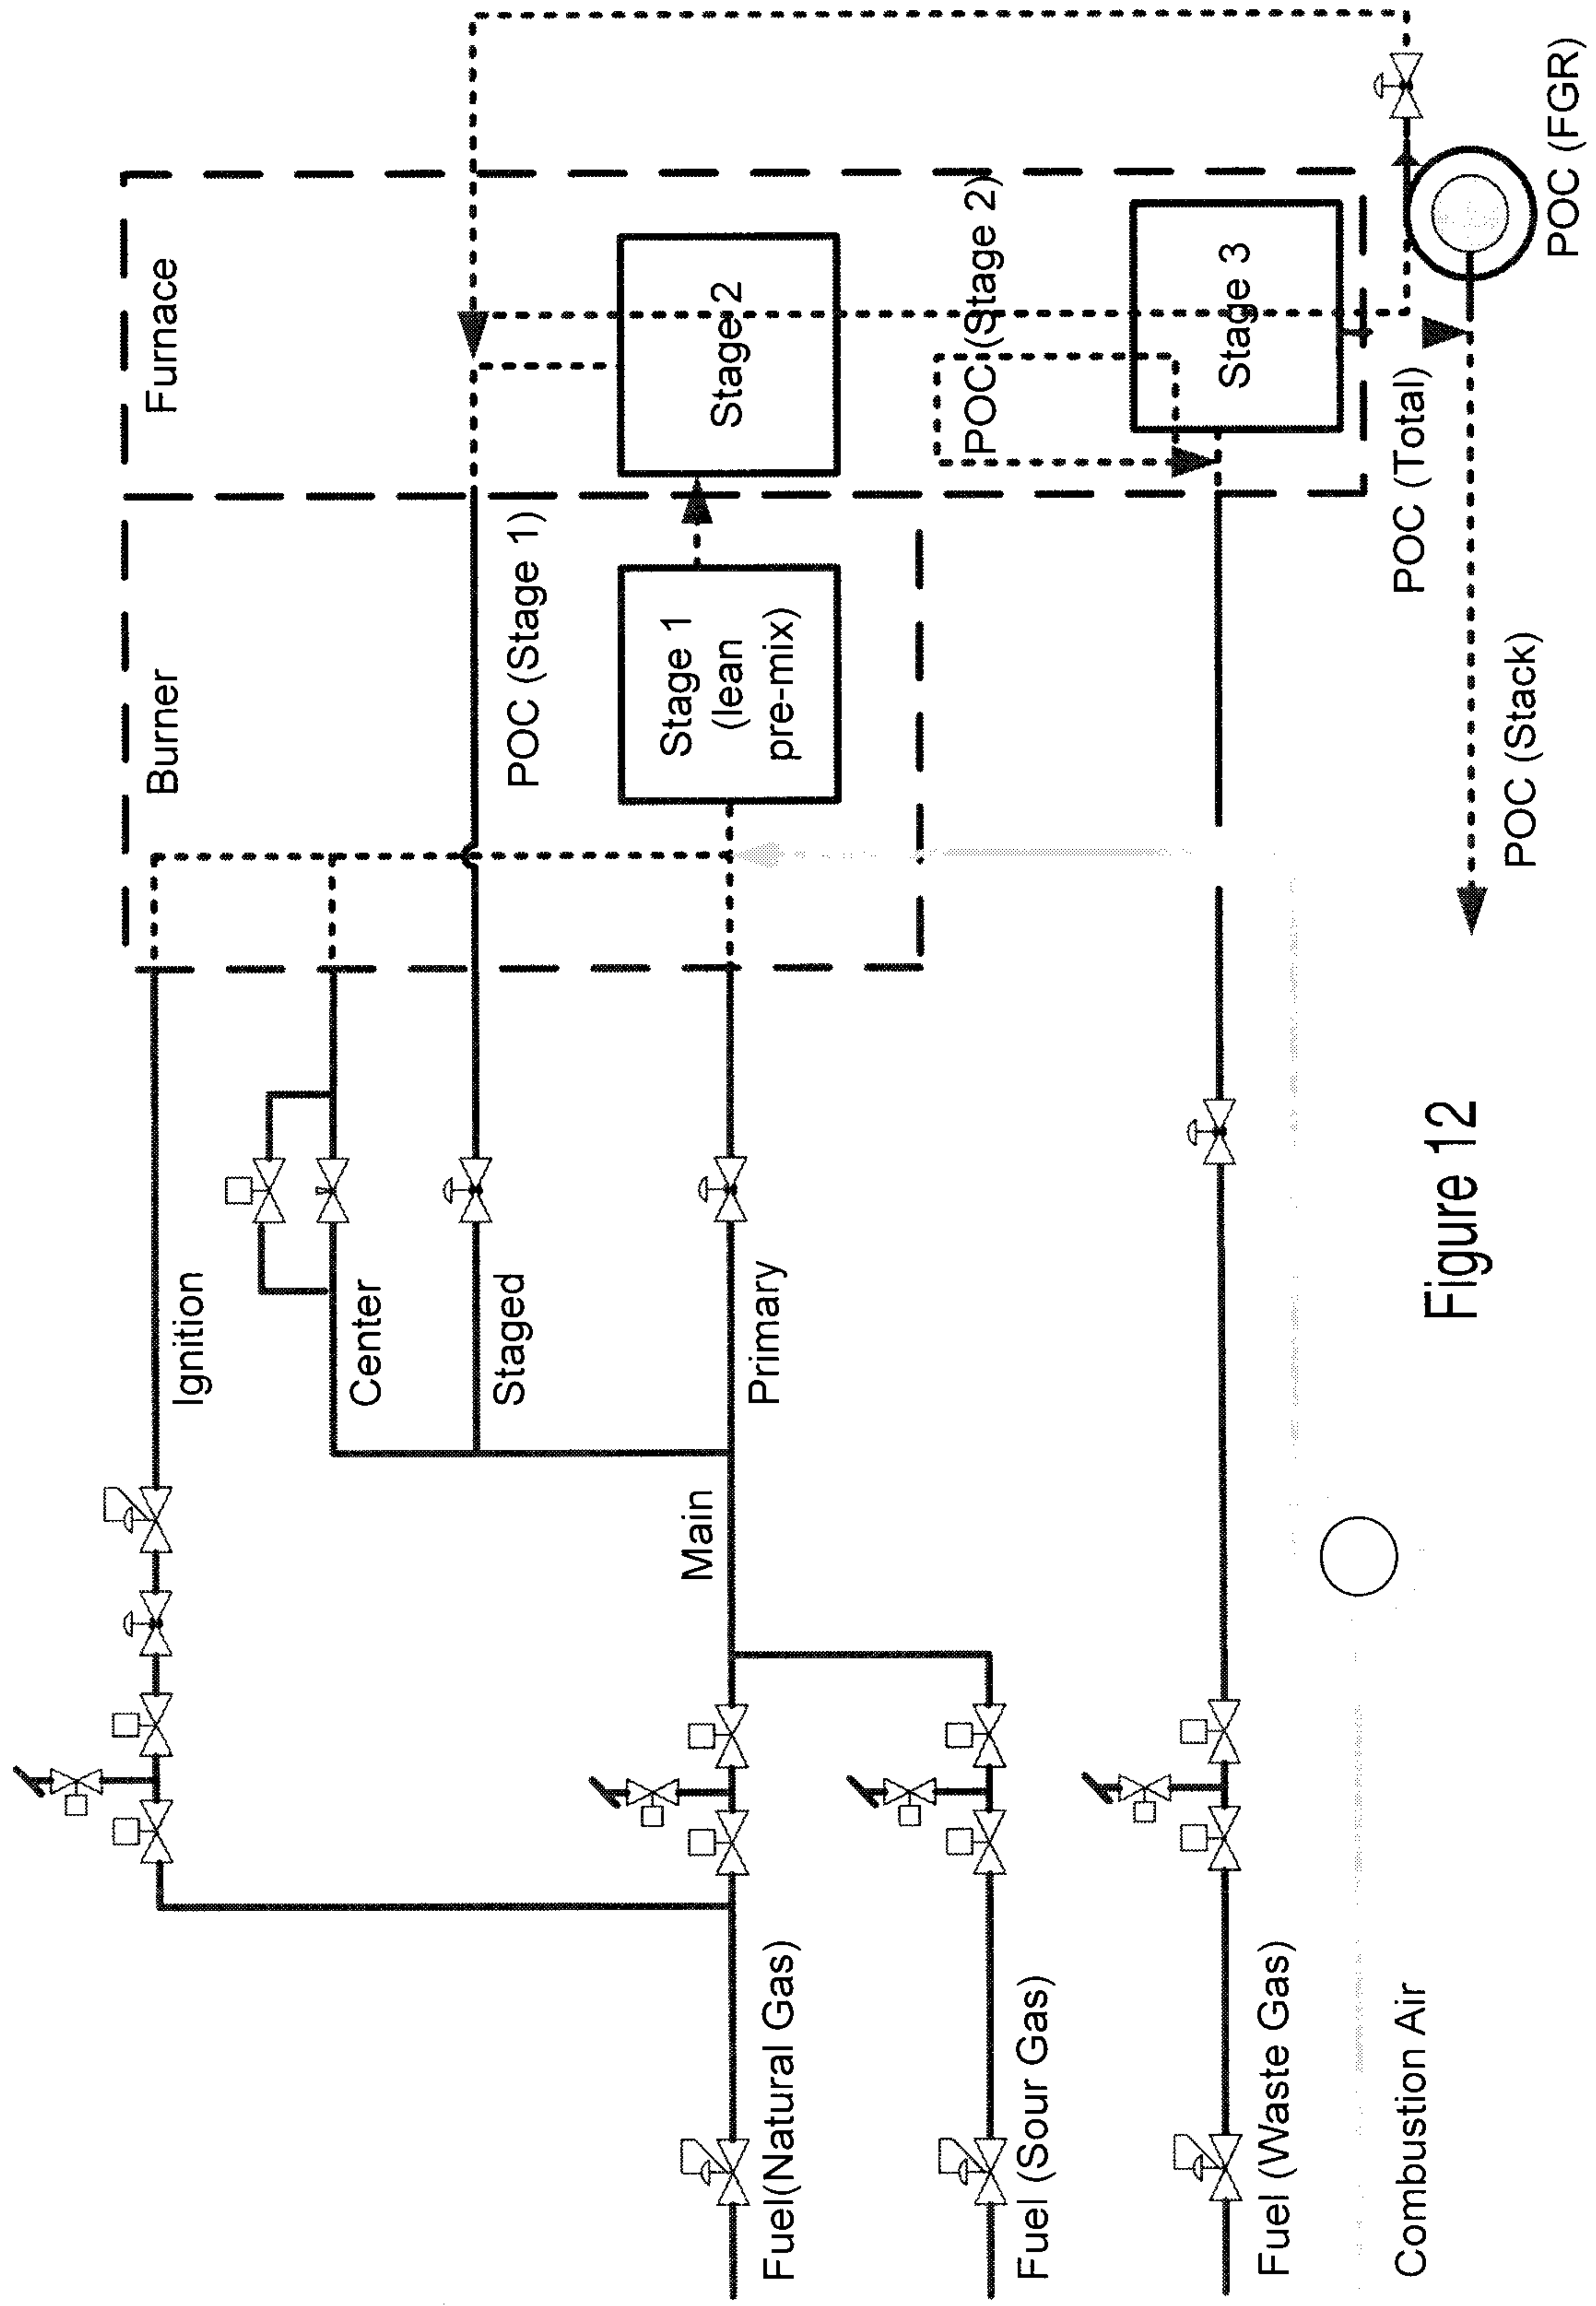 Furnace
Burner
Stage 2
POC (Stage 1)
Stage 1
(lean
pre-mix)
POC (Stage 2)
Stage 3
POC (Total)
POC (FGR)
POC (Stack)
Ignition
Center
Staged
Primary
Main
Fuel(Natural Gas)
Fuel (Sour Gas)
Fuel (Waste Gas)
Combustion Air
Figure 12